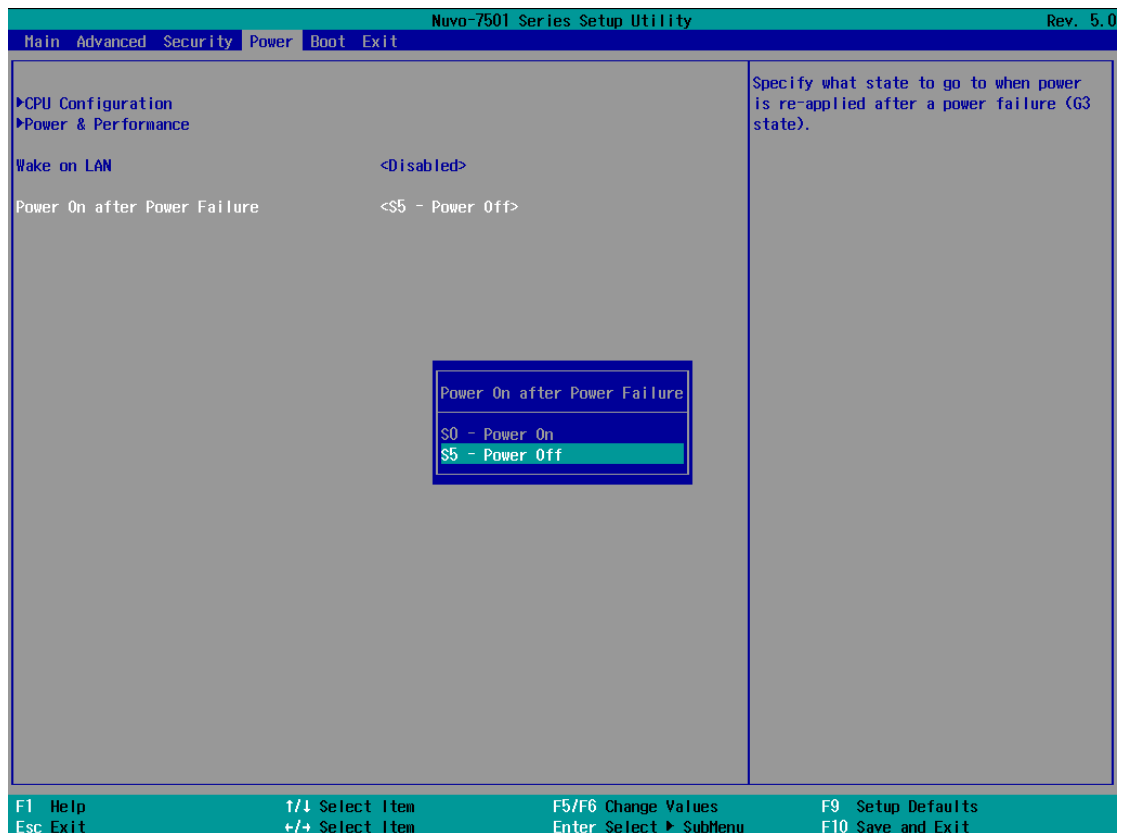 Nuvo-7501 Series Setup Utility Rev. 5.0
Main Advanced Security Power Boot Exit
▶CPU Configuration
▶Power & Performance
Wake on LAN <Disabled>
Power On after Power Failure <S5 - Power Off>
Specify what state to go to when power
is re-applied after a power failure (G3
state).
Power On after Power Failure
S0 - Power On
S5 - Power Off
F1 Help ↑/↓ Select Item F5/F6 Change Values F9 Setup Defaults
Esc Exit ←/→ Select Item Enter Select ▶ SubMenu F10 Save and Exit